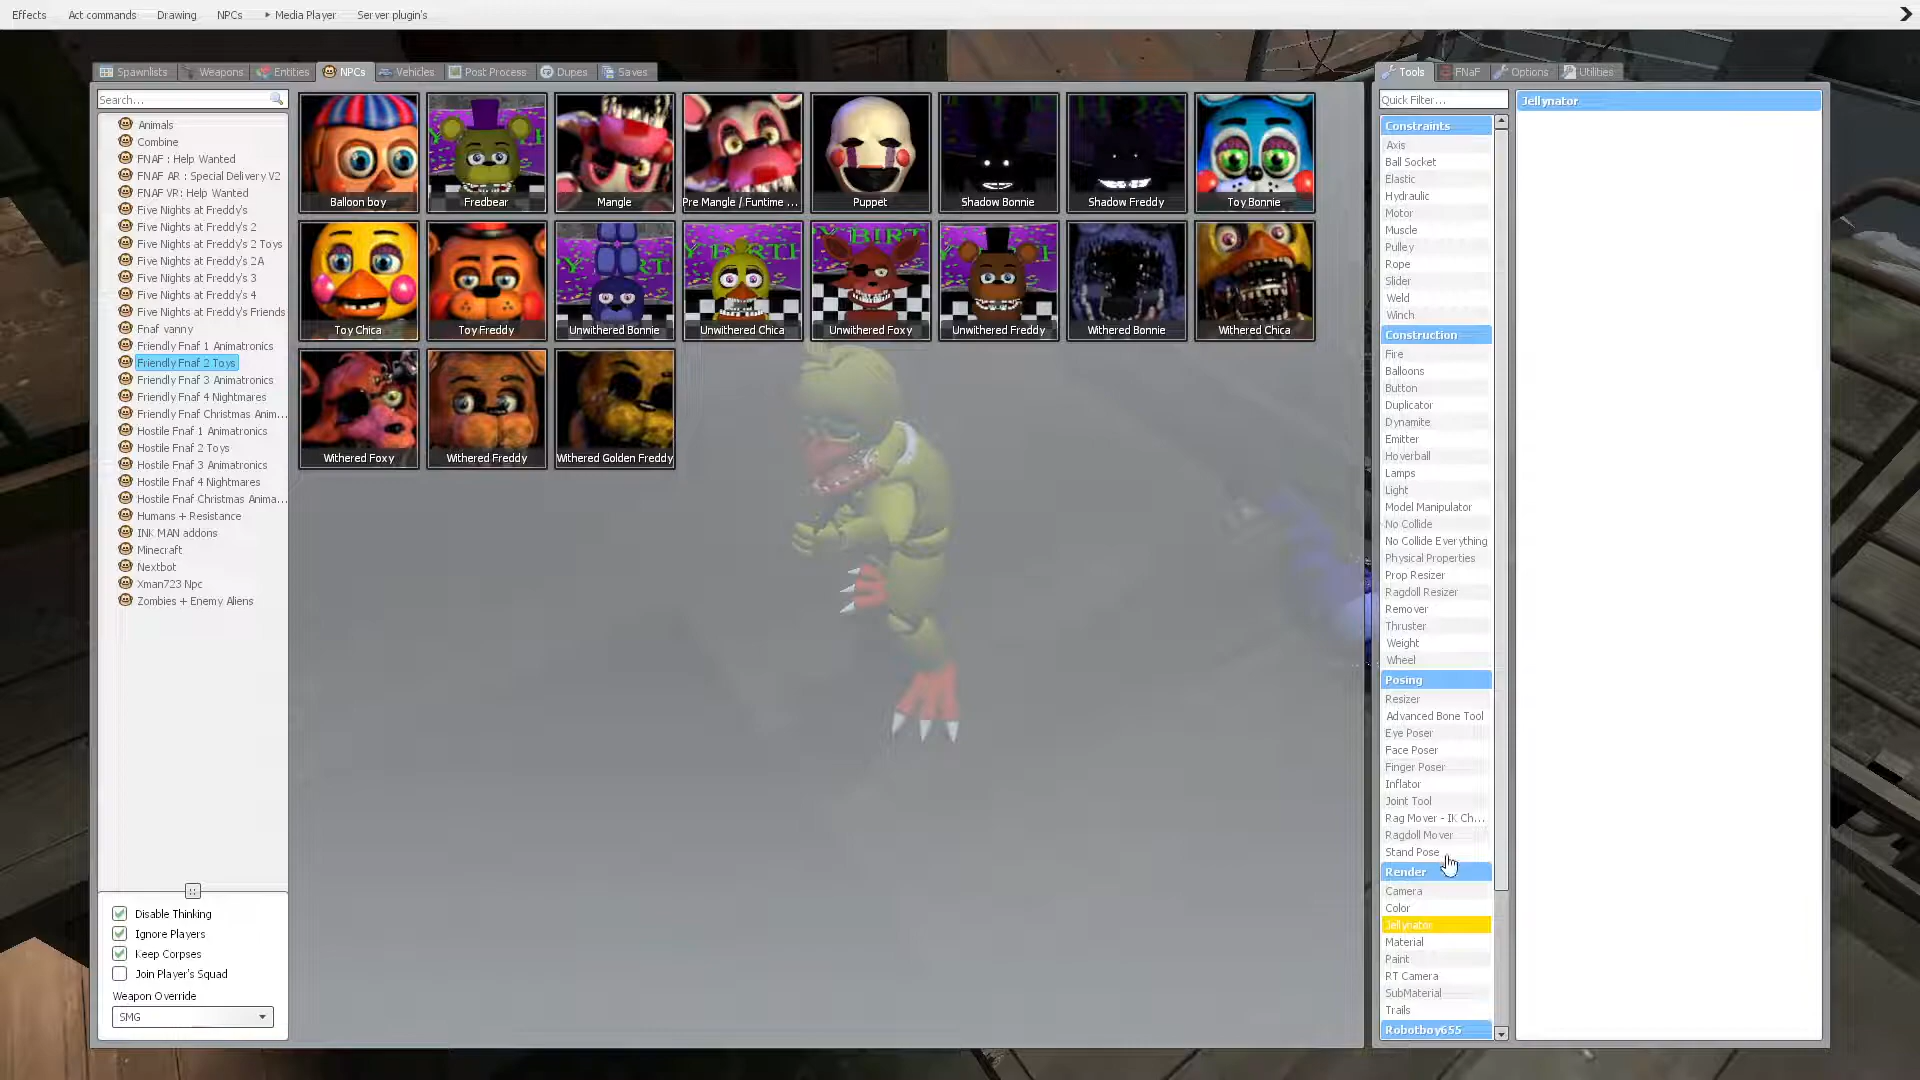 Effects Act commands Drawing NPCs Media Player Server plugin's
Spawnlists Weapons Entities NPCs Vehicles Post Process Dupes Saves
Search...
Animals
Combine
FNAF : Help Wanted
FNAF AR : Special Delivery V2
FNAF VR: Help Wanted
Five Nights at Freddy's
Five Nights at Freddy's 2
Five Nights at Freddy's 2 Toys
Five Nights at Freddy's 2A
Five Nights at Freddy's 3
Five Nights at Freddy's 4
Five Nights at Freddy's Friends
Fnaf vanny
Friendly Fnaf 1 Animatronics
Friendly Fnaf 2 Toys
Friendly Fnaf 3 Animatronics
Friendly Fnaf 4 Nightmares
Friendly Fnaf Christmas Anim...
Hostile Fnaf 1 Animatronics
Hostile Fnaf 2 Toys
Hostile Fnaf 3 Animatronics
Hostile Fnaf 4 Nightmares
Hostile Fnaf Christmas Anima...
Humans + Resistance
INK MAN addons
Minecraft
Nextbot
Xman723 Npc
Zombies + Enemy Aliens
Disable Thinking
Ignore Players
Keep Corpses
Join Player's Squad
Weapon Override
SMG
Balloon boy Fredbear Mangle Pre Mangle / Funtime ... Puppet Shadow Bonnie Shadow Freddy Toy Bonnie
Toy Chica Toy Freddy Unwithered Bonnie Unwithered Chica Unwithered Foxy Unwithered Freddy Withered Bonnie Withered Chica
Withered Foxy Withered Freddy Withered Golden Freddy
Tools FNaF Options Utilities
Quick Filter...
Constraints
Axis
Ball Socket
Elastic
Hydraulic
Motor
Muscle
Pulley
Rope
Slider
Weld
Winch
Construction
Fire
Balloons
Button
Duplicator
Dynamite
Emitter
Hoverball
Lamps
Light
Model Manipulator
No Collide
No Collide Everything
Physical Properties
Prop Resizer
Ragdoll Resizer
Remover
Thruster
Weight
Wheel
Posing
Resizer
Advanced Bone Tool
Eye Poser
Face Poser
Finger Poser
Inflator
Joint Tool
Rag Mover - IK Ch...
Ragdoll Mover
Stand Pose
Render
Camera
Color
Jellynator
Material
Paint
RT Camera
SubMaterial
Trails
Robotboy655
Jellynator